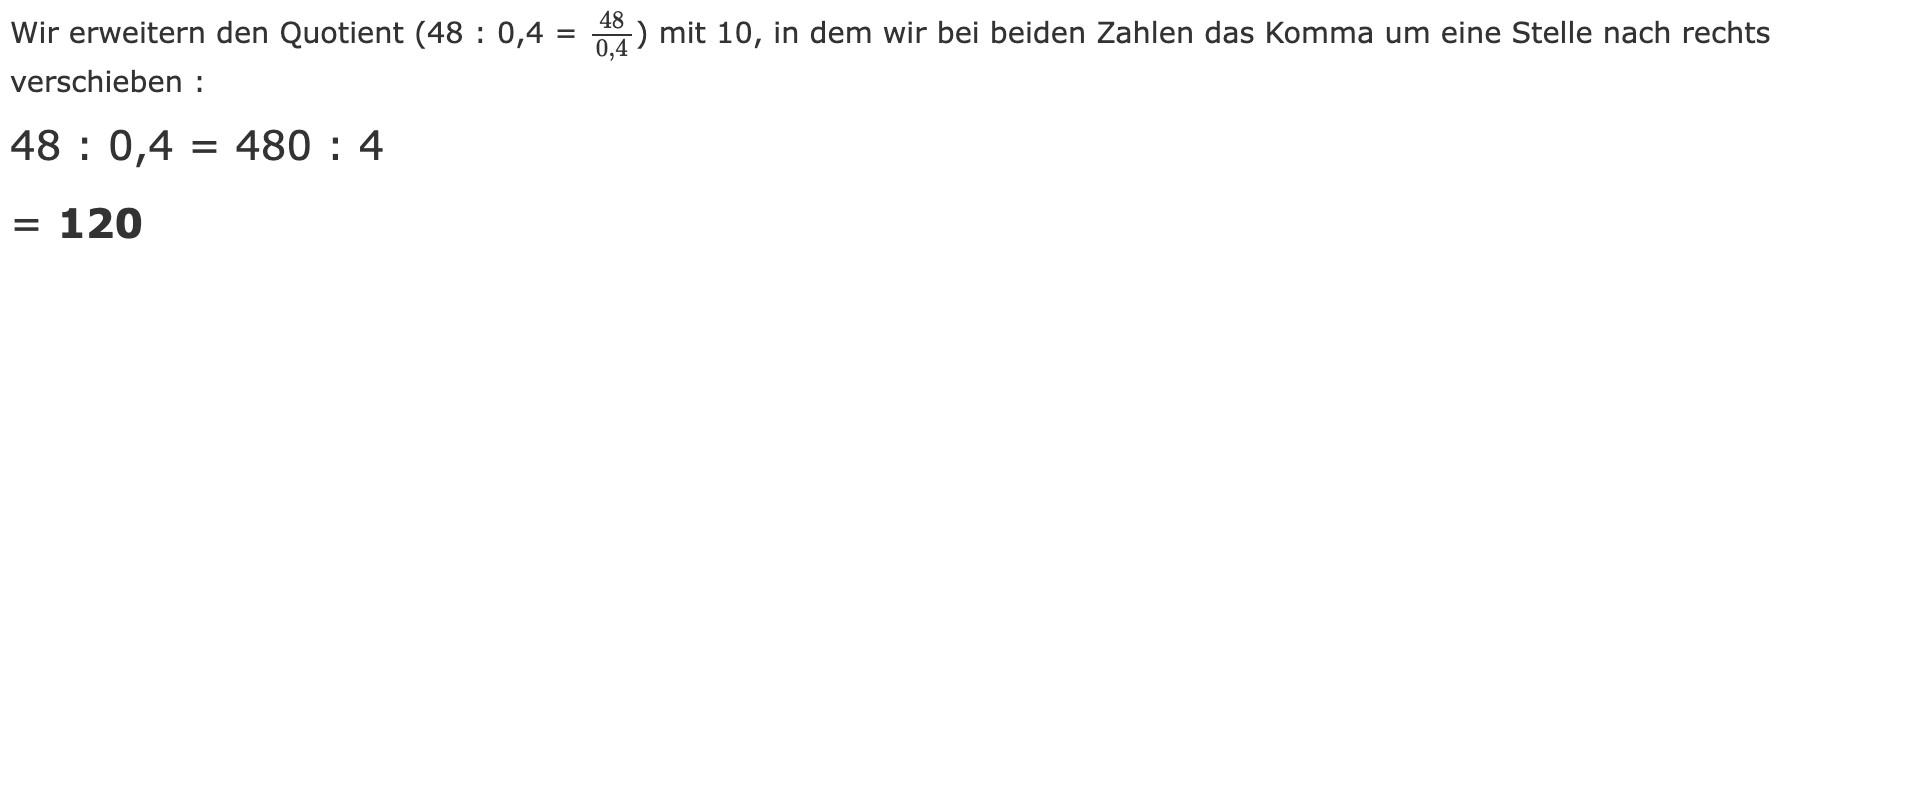 Wir erweitern den Quotient (48 : 0,4 = \frac{48}{0,4}) mit 10, in dem wir bei beiden Zahlen das Komma um eine Stelle nach rechts
verschieben :
48 : 0,4 = 480 : 4
= 120